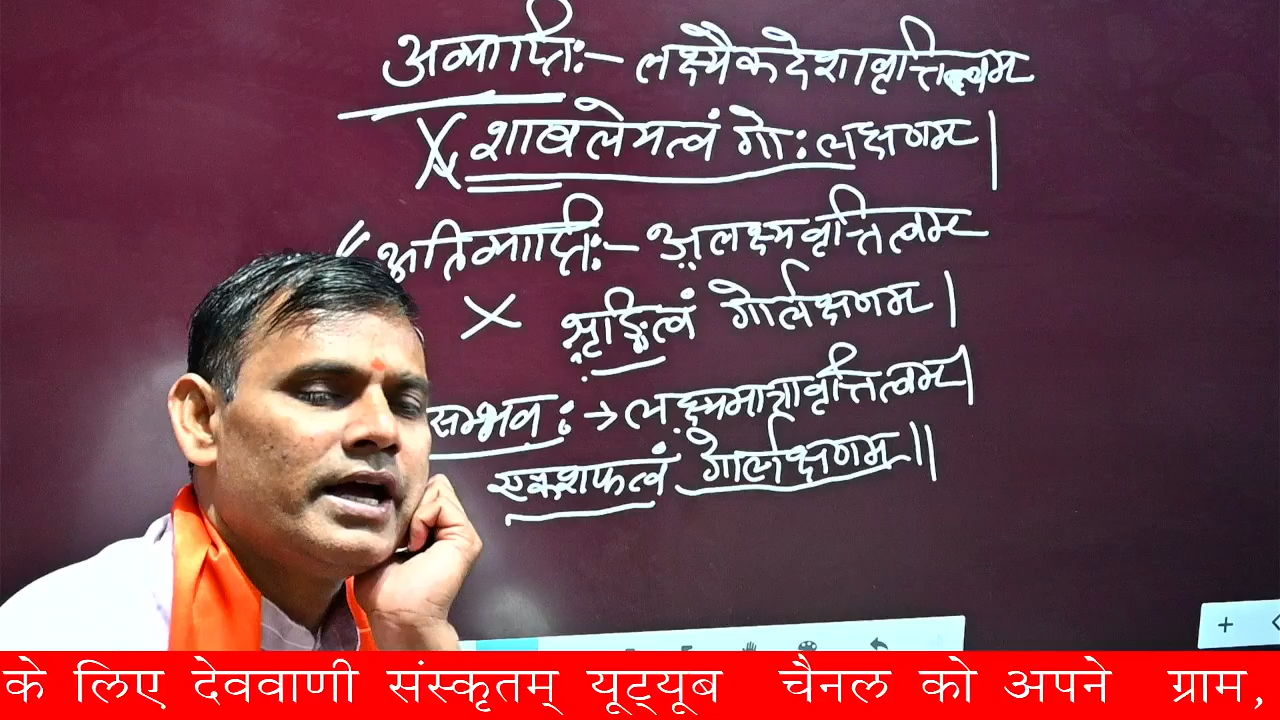 अव्याप्तिः - लक्ष्यैकदेशावृत्तित्वम्
शाबलेयत्वं गोः लक्षणम् |
अतिव्याप्तिः - अलक्ष्यवृत्तित्वम्
शृङ्गित्वं गोर्लक्षणम् |
सम्भवः → लक्ष्यमात्रावृत्तित्वम् |
एकशफत्वं गोर्लक्षणम् ||
के लिए देववाणी संस्कृतम् यूट्यूब चैनल को अपने ग्राम,